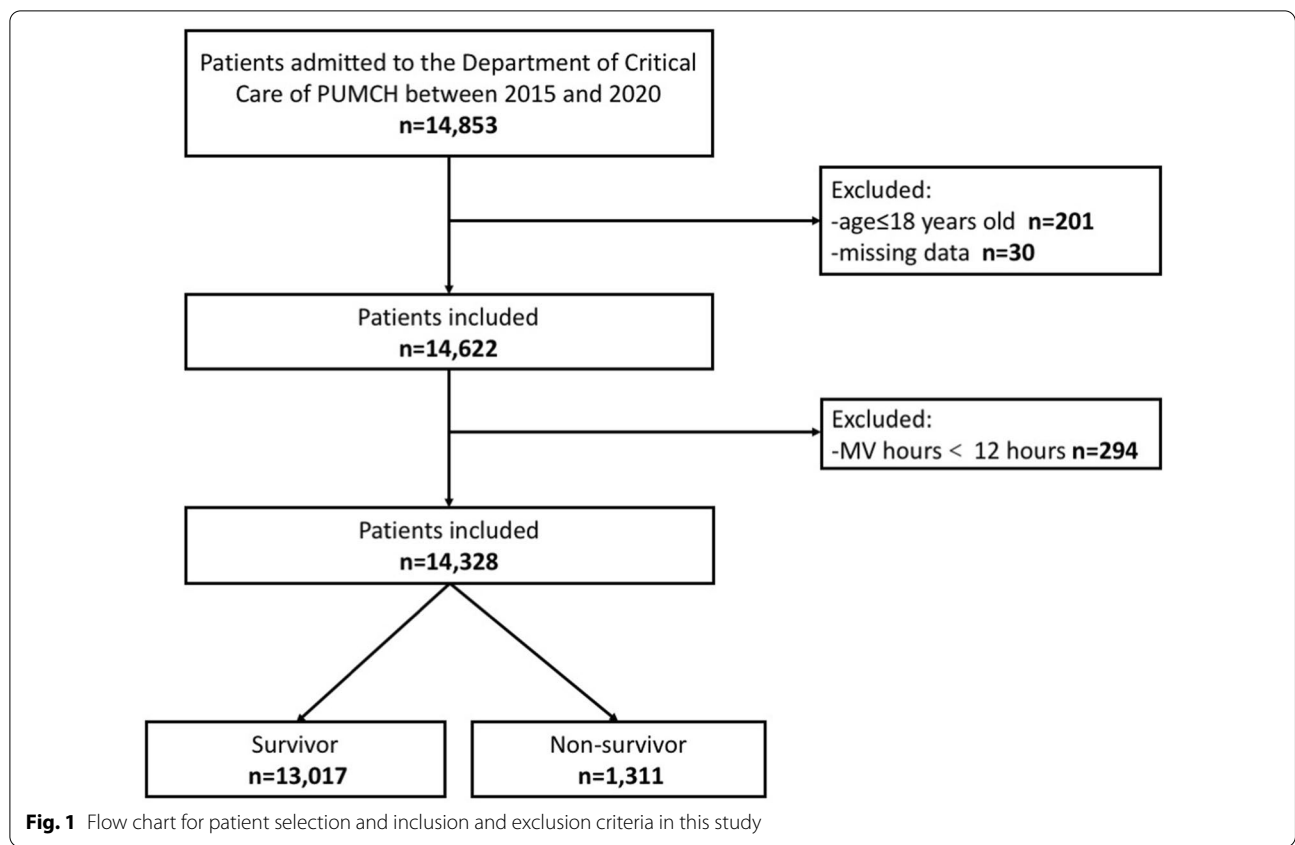 Patients admitted to the Department of Critical
Care of PUMCH between 2015 and 2020
n=14,853
Excluded:
-age≤18 years old n=201
-missing data n=30
Patients included
n=14,622
Excluded:
-MV hours < 12 hours n=294
Patients included
n=14,328
Survivor
n=13,017
Non-survivor
n=1,311
Fig. 1 Flow chart for patient selection and inclusion and exclusion criteria in this study